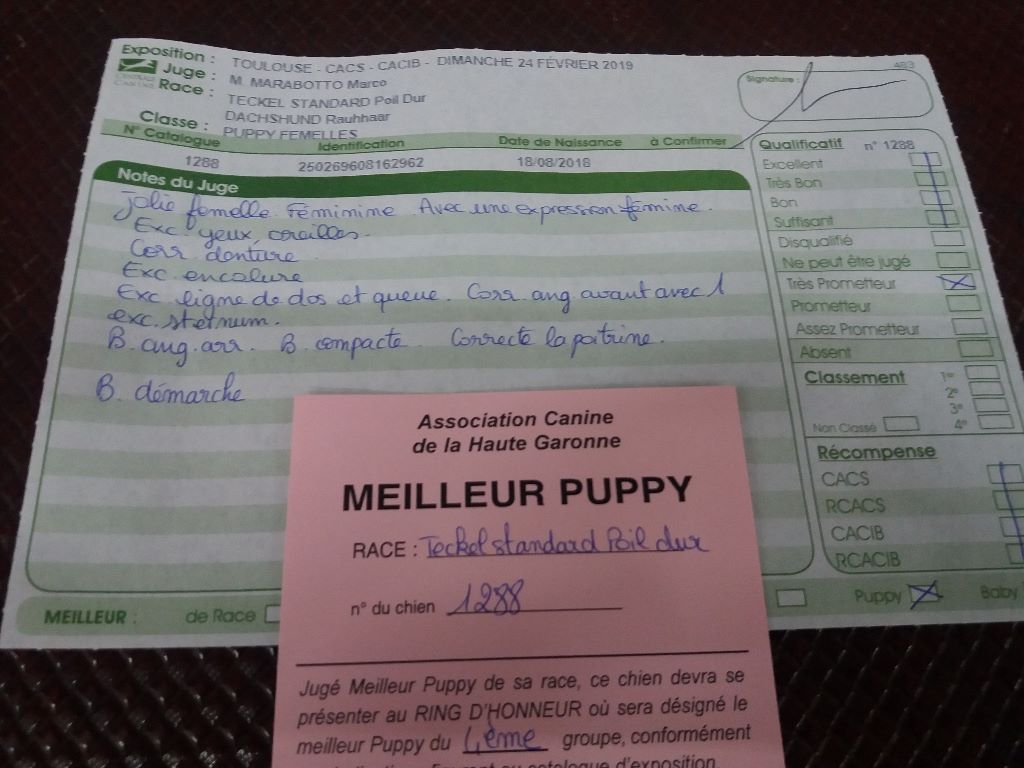 Exposition : TOULOUSE - CACS - CACIB - DIMANCHE 24 FÉVRIER 2019
Juge : M. MARABOTTO Marco
Race : TECKEL STANDARD Poil Dur
DACHSHUND Rauhhaar
Classe : PUPPY FEMELLES
483
Signature :
N° Catalogue Identification Date de Naissance à Confirmer
1288 250269608162962 18/08/2018
Notes du Juge
Jolie femelle. Féminine. Avec une expression fémine.
Exc. yeux, oreilles.
Corr. denture
Exc encolure
Exc ligne de dos et queue. Corr. ang avant avec 1
exc. sternum.
B. ang. arr. B. compacte. Correcte la poitrine.
B. démarche
Qualificatif n° 1288
Excellent
Très Bon
Bon
Suffisant
Disqualifié
Ne peut être jugé
Très Prometteur
Prometteur
Assez Prometteur
Absent
Classement 1er
2e
3e
Non Classé 4e
Récompense
CACS
RCACS
CACIB
RCACIB
MEILLEUR : de Race Puppy Baby
Association Canine
de la Haute Garonne
MEILLEUR PUPPY
RACE : Teckel standard Poil dur
n° du chien 1288
Jugé Meilleur Puppy de sa race, ce chien devra se
présenter au RING D'HONNEUR où sera désigné le
meilleur Puppy du 4ème groupe, conformément
catalogue d'exposition.